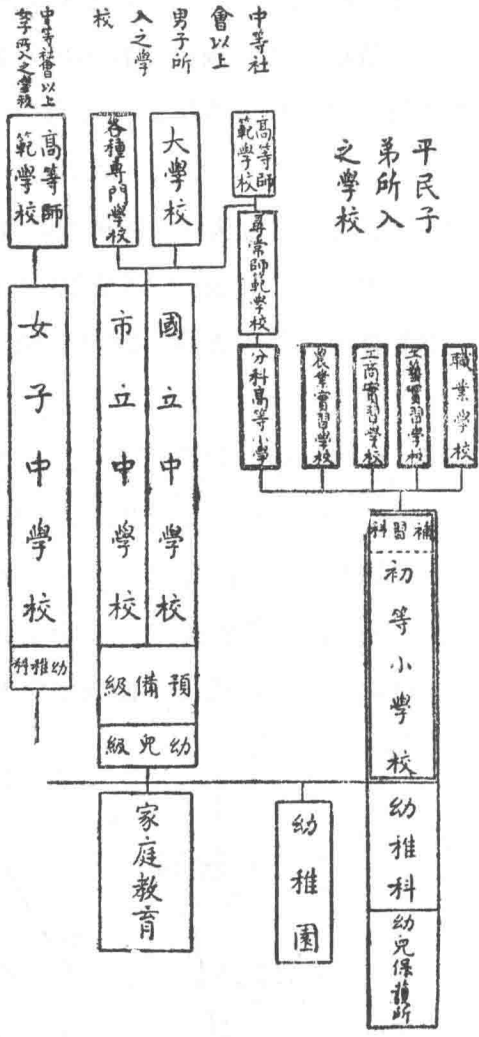 平民子
弟所入
之學校
中等社
會以上
男子所
入之學
校
中等社會以上
女子所入之學校
職業學校
工藝實習學校
工商實習學校
農業實習學校
分科高等小學
尋常師範學校
高等師
範學校
大學校
各種專門學校
高等師
範學校
補習科
初等小學校
幼稚科
幼兒保護所
國立中學校
市立中學校
預備級
幼兒級
女子中學校
幼稚科
幼稚園
家庭教育